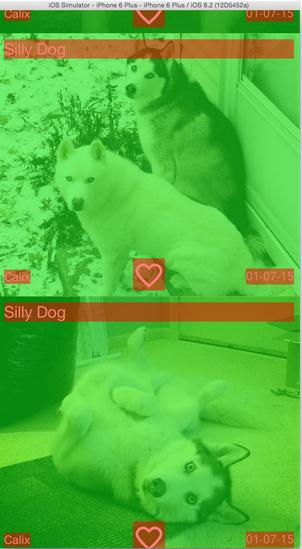 iOS Simulator - iPhone 6 Plus - iPhone 6 Plus / iOS 8.2 (12D5452a)
Calix 01-07-15
Silly Dog
Calix 01-07-15
Silly Dog
Calix 01-07-15